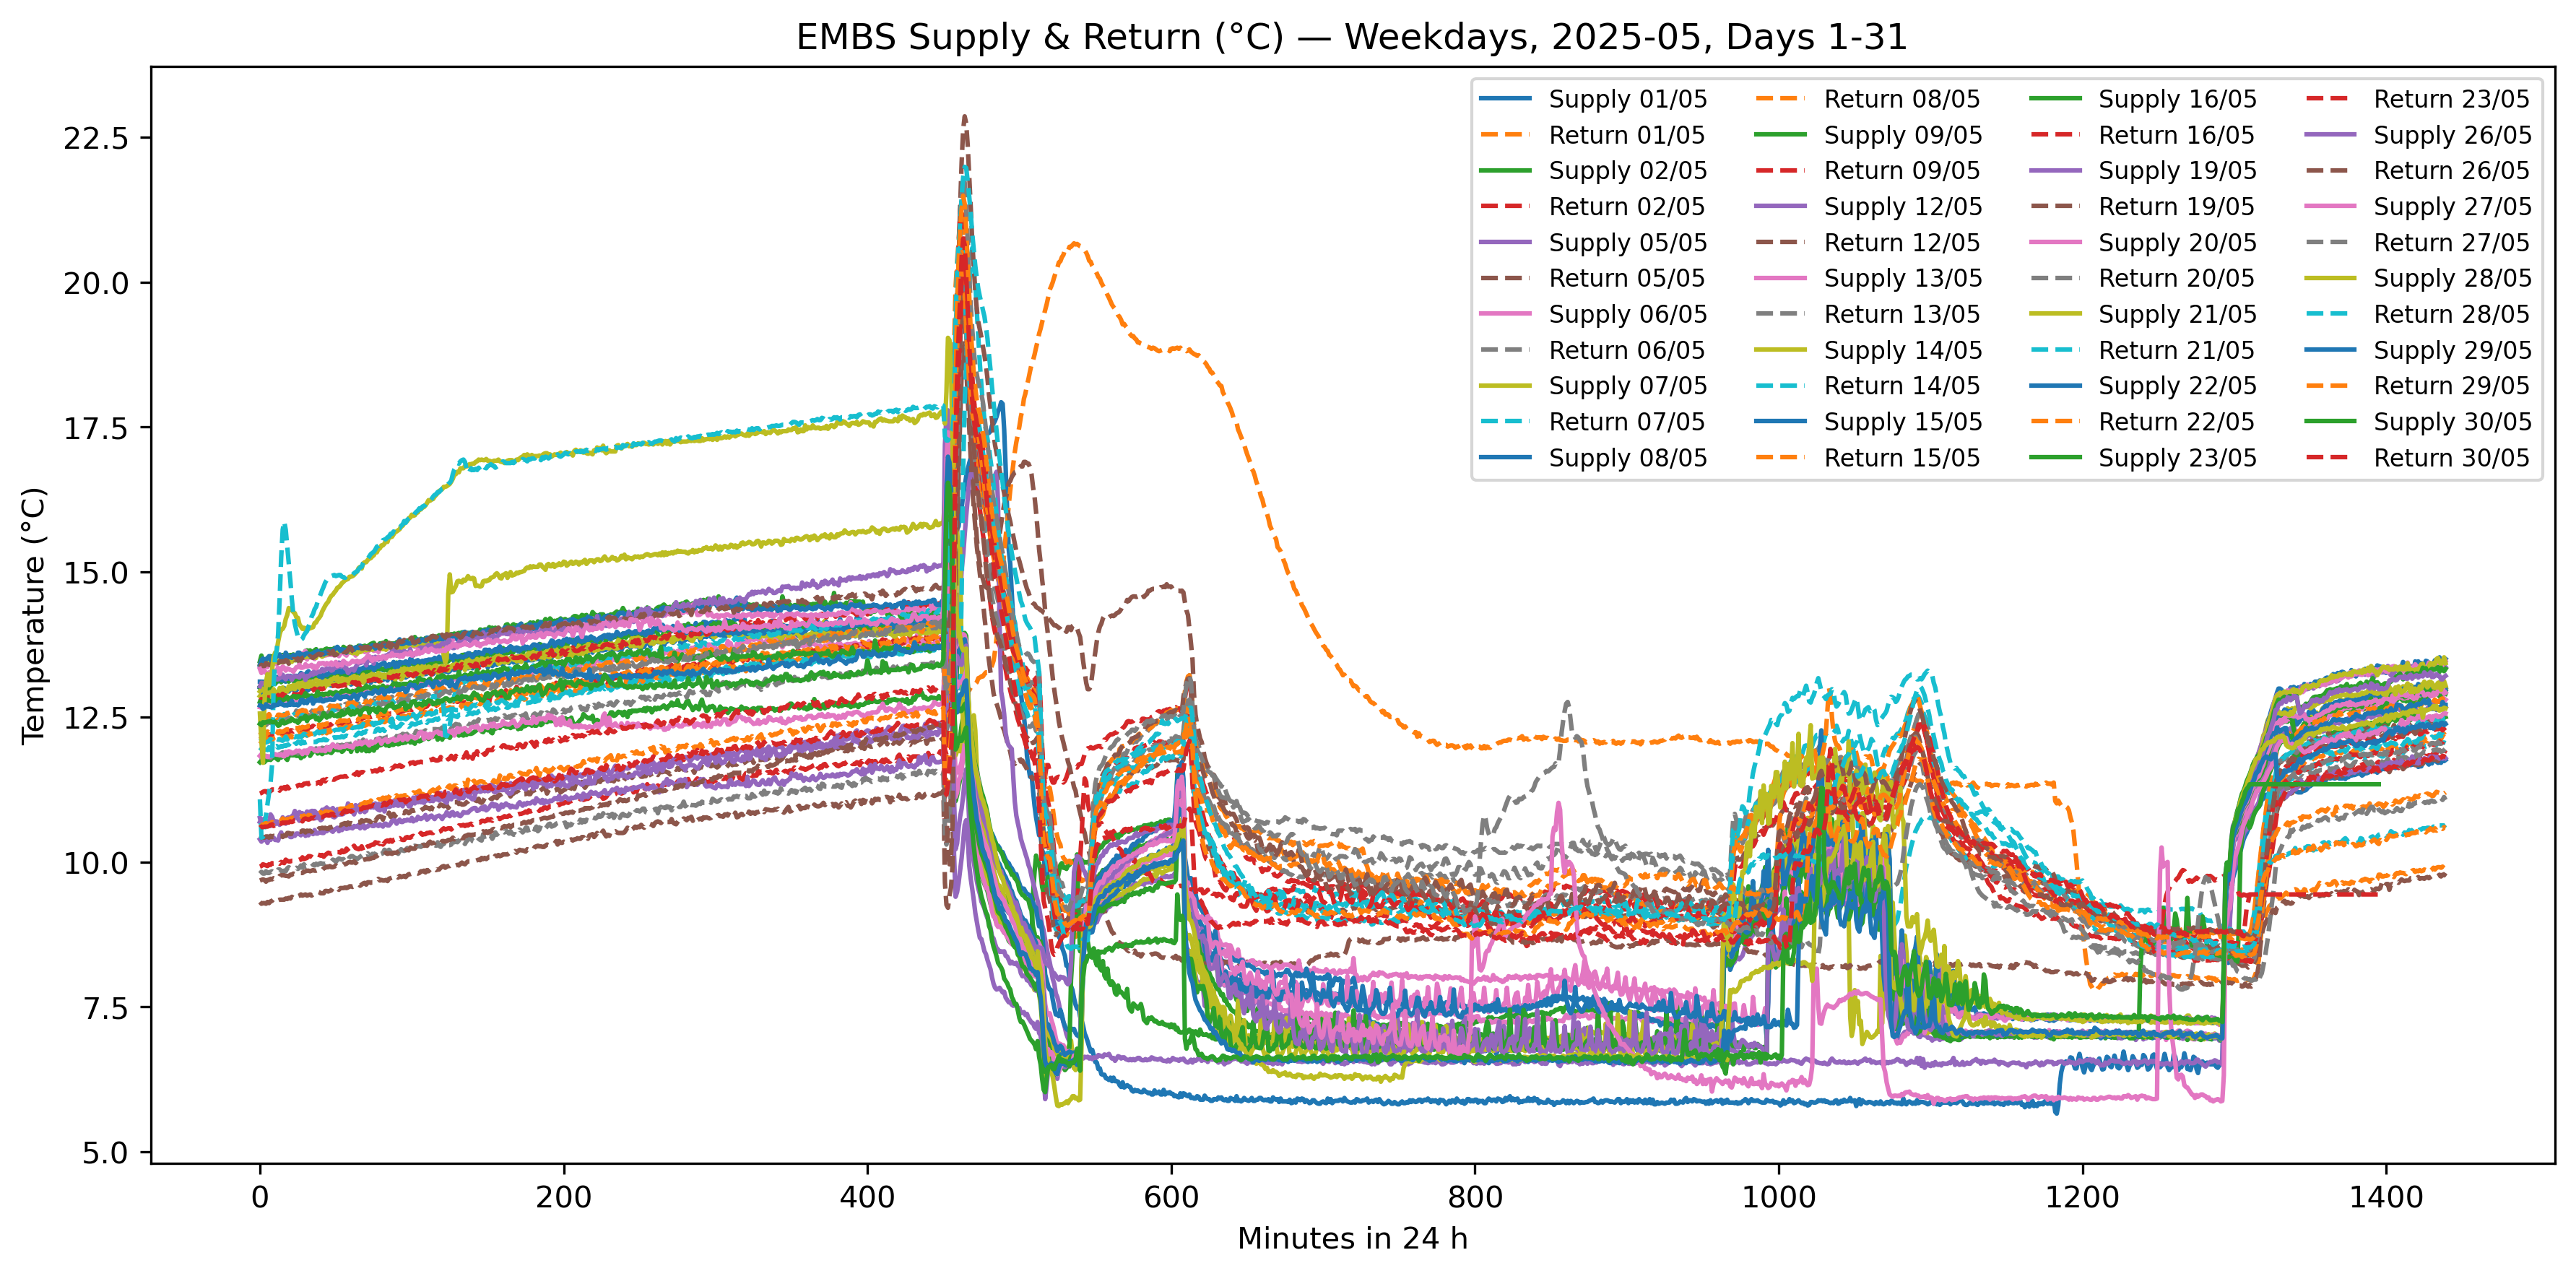 EMBS Supply & Return (°C) — Weekdays, 2025-05, Days 1-31
Temperature (°C)
22.5
20.0
17.5
15.0
12.5
10.0
7.5
5.0
0
200
400
600
800
1000
1200
1400
Minutes in 24 h
Supply 01/05
Return 01/05
Supply 02/05
Return 02/05
Supply 05/05
Return 05/05
Supply 06/05
Return 06/05
Supply 07/05
Return 07/05
Supply 08/05
Return 08/05
Supply 09/05
Return 09/05
Supply 12/05
Return 12/05
Supply 13/05
Return 13/05
Supply 14/05
Return 14/05
Supply 15/05
Return 15/05
Supply 16/05
Return 16/05
Supply 19/05
Return 19/05
Supply 20/05
Return 20/05
Supply 21/05
Return 21/05
Supply 22/05
Return 22/05
Supply 23/05
Return 23/05
Supply 26/05
Return 26/05
Supply 27/05
Return 27/05
Supply 28/05
Return 28/05
Supply 29/05
Return 29/05
Supply 30/05
Return 30/05